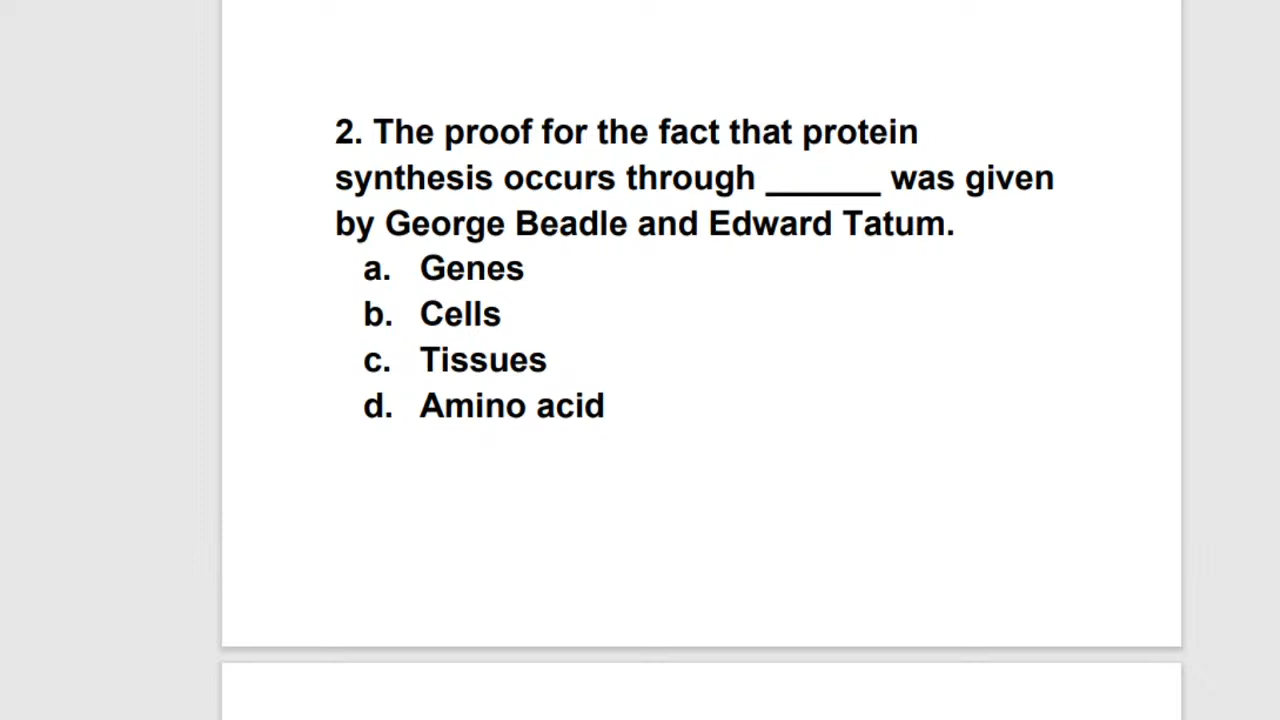 2. The proof for the fact that protein
synthesis occurs through ______ was given
by George Beadle and Edward Tatum.
a. Genes
b. Cells
c. Tissues
d. Amino acid